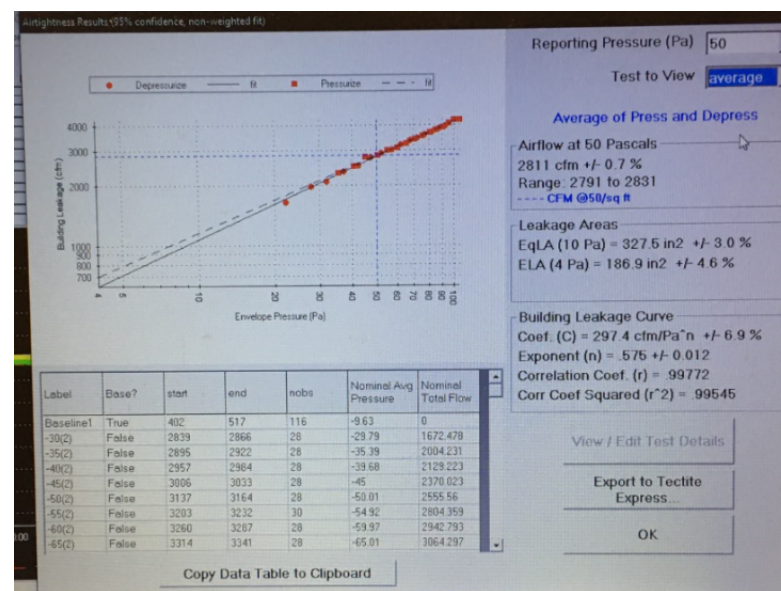 Airtightness Results (95% confidence, non-weighted fit)
Reporting Pressure (Pa) 50
Test to View average
Depressurize fit Pressurize fit
Average of Press and Depress
Airflow at 50 Pascals
2811 cfm +/- 0.7 %
Range: 2791 to 2831
---- CFM @50/sq ft
Leakage Areas
EqLA (10 Pa) = 327.5 in2 +/- 3.0 %
ELA (4 Pa) = 186.9 in2 +/- 4.6 %
Building Leakage Curve
Coef. (C) = 297.4 cfm/Pa^n +/- 6.9 %
Exponent (n) = .575 +/- 0.012
Correlation Coef. (r) = .99772
Corr Coef Squared (r^2) = .99545
View / Edit Test Details
Export to Tectite
Express...
OK
Building Leakage (cfm)
4000
3000
2000
1000
900
800
700
4 5 10 20 30 40 50 60 70 80 90 100
Envelope Pressure (Pa)
Label Base? start end nobs Nominal Avg Pressure Nominal Total Flow
Baseline1 True 402 517 116 -9.63 0
-30(2) False 2839 2866 28 -29.79 1672.478
-35(2) False 2895 2922 28 -35.39 2004.231
-40(2) False 2957 2984 28 -39.68 2129.223
-45(2) False 3006 3033 28 -45 2370.023
-50(2) False 3137 3164 28 -50.01 2555.56
-55(2) False 3203 3232 30 -54.92 2804.359
-60(2) False 3260 3287 28 -59.97 2942.793
-65(2) False 3314 3341 28 -65.01 3064.297
Copy Data Table to Clipboard